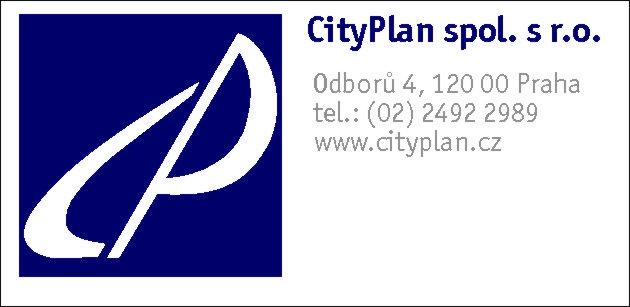 CityPlan spol. s r.o.
Odborů 4, 120 00 Praha
tel.: (02) 2492 2989
www.cityplan.cz